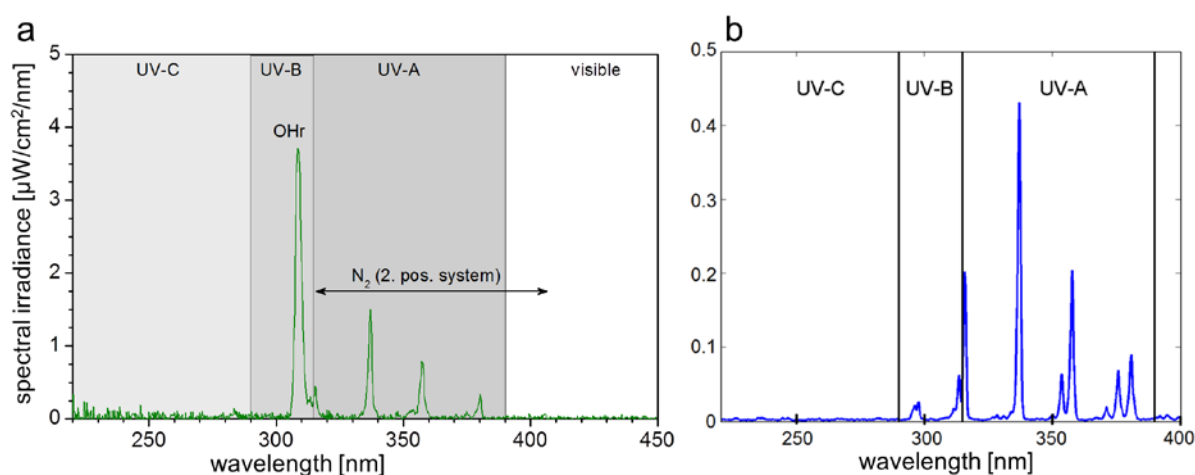 a
UV-C UV-B UV-A visible
OHr
N₂ (2. pos. system)
spectral irradiance [µW/cm²/nm]
5
4
3
2
1
0
250 300 350 400 450
wavelength [nm]
b
UV-C UV-B UV-A
0.5
0.4
0.3
0.2
0.1
0
250 300 350 400
wavelength [nm]